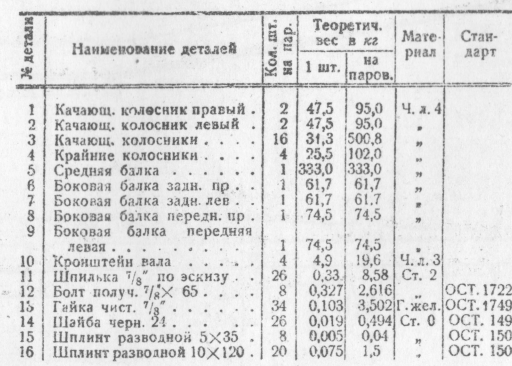 № детали Наименование деталей Кол. шт. на пар. Теоретич. вес в кг Мате- риал Стан- дарт
1 шт. на паров.
1 Качающ. колосник правый . 2 47,5 95,0 Ч. л. 4
2 Качающ. колосник левый . 2 47,5 95,0 „
3 Качающ. колосники . . . . 16 31,3 500,8 „
4 Крайние колосники . . . . 4 25,5 102,0 „
5 Средняя балка . . . . . 1 333,0 333,0 „
6 Боковая балка задн. пр . . 1 61,7 61,7 „
7 Боковая балка задн. лев . . 1 61,7 61,7 „
8 Боковая балка передн. пр . 1 74,5 74,5 „
9 Боковая балка передняя
левая . . . . . . . . 1 74,5 74,5 „
10 Кронштейн вала . . . . . 4 4,9 19,6 Ч. л. 3
11 Шпилька 7/8″ по эскизу . . 26 0,33 8,58 Ст. 2
12 Болт получ. 7/8″× 65 . . . 8 0,327 2,616 „ ОСТ. 1722
13 Гайка чист. 7/8″ . . . . . 34 0,103 3,502 Г. жел. ОСТ. 1749
14 Шайба черн. 24 . . . . . 26 0,019 0,494 Ст. 0 ОСТ. 149
15 Шплинт разводной 5×35 . 8 0,005 0,04 „ ОСТ. 150
16 Шплинт разводной 10×120 . 20 0,075 1,5 „ ОСТ. 150